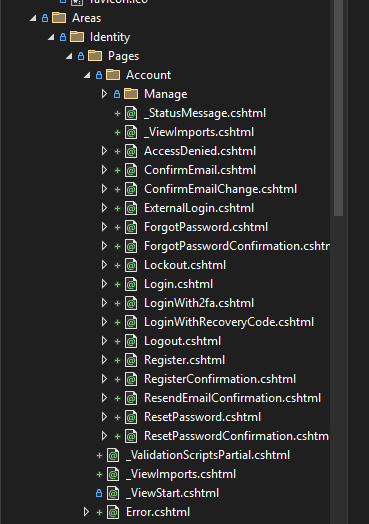 favicon.ico
Areas
Identity
Pages
Account
Manage
_StatusMessage.cshtml
_ViewImports.cshtml
AccessDenied.cshtml
ConfirmEmail.cshtml
ConfirmEmailChange.cshtml
ExternalLogin.cshtml
ForgotPassword.cshtml
ForgotPasswordConfirmation.cshtm
Lockout.cshtml
Login.cshtml
LoginWith2fa.cshtml
LoginWithRecoveryCode.cshtml
Logout.cshtml
Register.cshtml
RegisterConfirmation.cshtml
ResendEmailConfirmation.cshtml
ResetPassword.cshtml
ResetPasswordConfirmation.cshtm
_ValidationScriptsPartial.cshtml
_ViewImports.cshtml
_ViewStart.cshtml
Error.cshtml